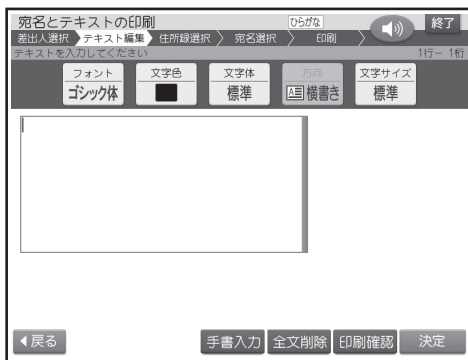 宛名とテキストの印刷 ひらがな 終了
差出人選択 テキスト編集 住所録選択 宛名選択 印刷
テキストを入力してください 1行− 1桁
フォント 文字色 文字体 方向 文字サイズ
ゴシック体 標準 A 横書き 標準
戻る 手書入力 全文削除 印刷確認 決定